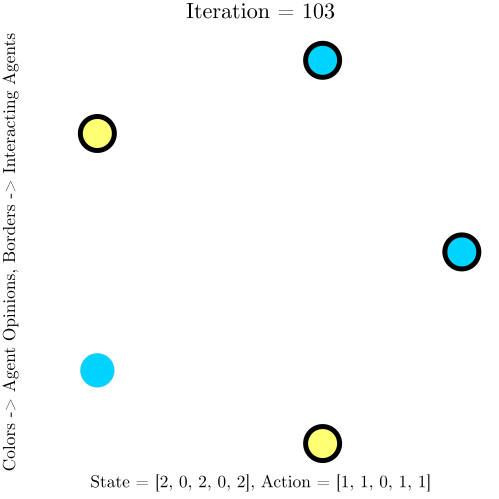 Iteration = 103
Colors -> Agent Opinions, Borders -> Interacting Agents
State = [2, 0, 2, 0, 2], Action = [1, 1, 0, 1, 1]